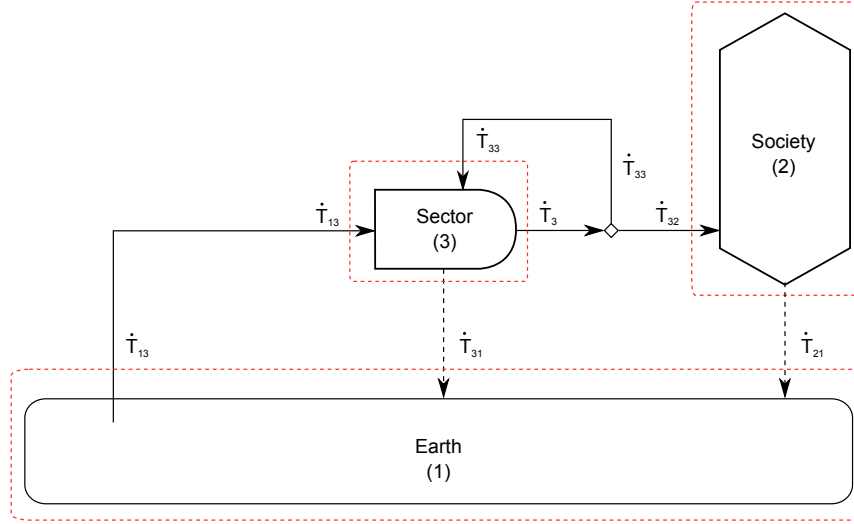 Society
(2)
Ṫ₃₃
Ṫ₃₃
Ṫ₁₃
Sector
(3)
Ṫ₃
Ṫ₃₂
Ṫ₁₃
Ṫ₃₁
Ṫ₂₁
Earth
(1)